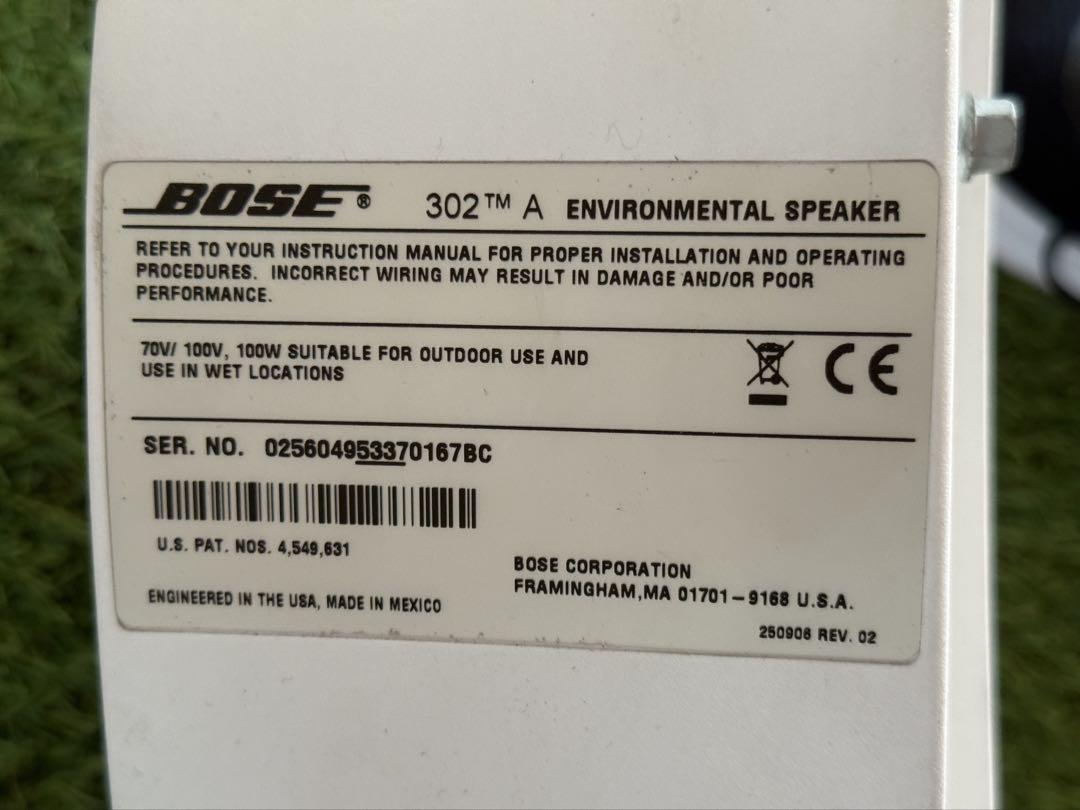 BOSE® 302™ A ENVIRONMENTAL SPEAKER
REFER TO YOUR INSTRUCTION MANUAL FOR PROPER INSTALLATION AND OPERATING
PROCEDURES. INCORRECT WIRING MAY RESULT IN DAMAGE AND/OR POOR
PERFORMANCE.
70V/ 100V, 100W SUITABLE FOR OUTDOOR USE AND
USE IN WET LOCATIONS
CE
SER. NO. 025604953370167BC
U.S. PAT. NOS. 4,549,631
BOSE CORPORATION
FRAMINGHAM,MA 01701-9168 U.S.A.
ENGINEERED IN THE USA, MADE IN MEXICO
250906 REV. 02